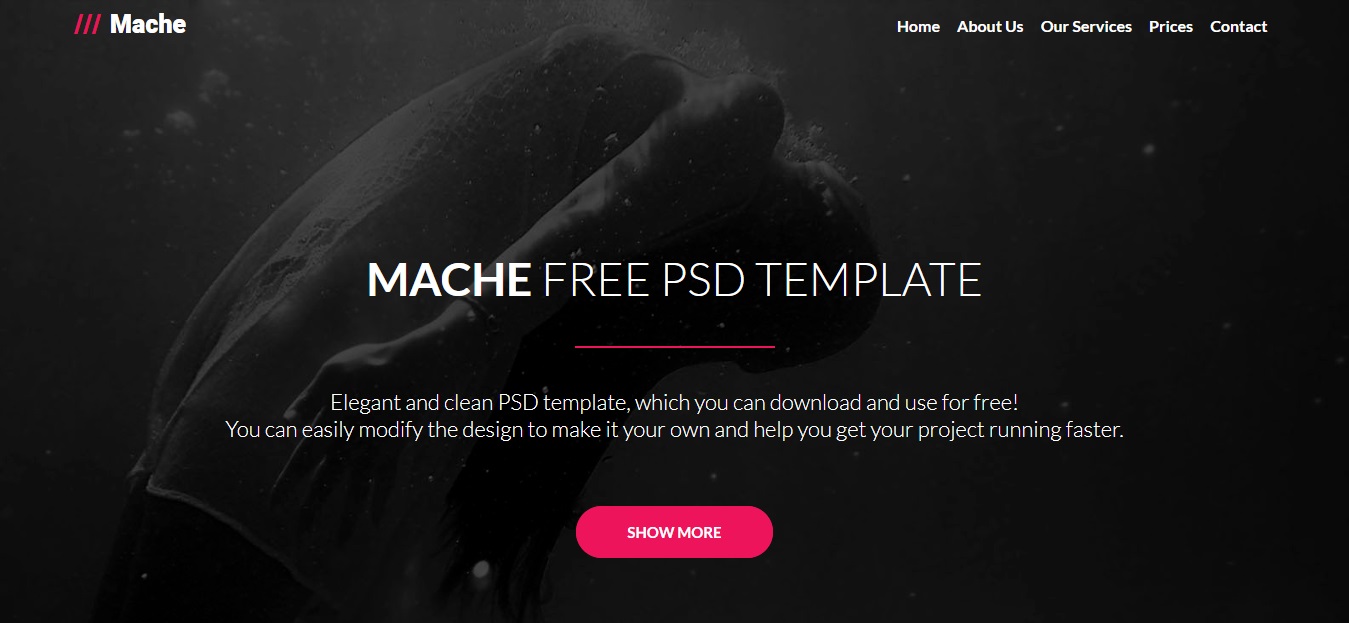 /// Mache
Home About Us Our Services Prices Contact
MACHE FREE PSD TEMPLATE
Elegant and clean PSD template, which you can download and use for free!
You can easily modify the design to make it your own and help you get your project running faster.
SHOW MORE